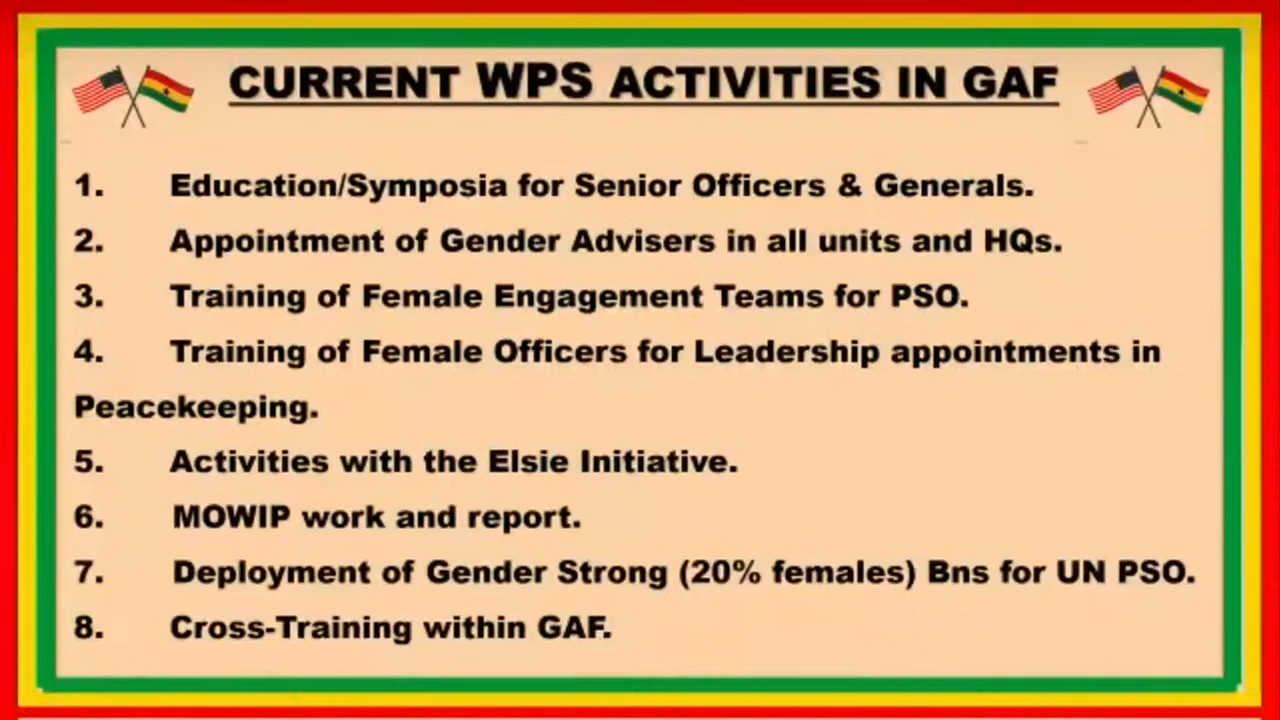 CURRENT WPS ACTIVITIES IN GAF
1. Education/Symposia for Senior Officers & Generals.
2. Appointment of Gender Advisers in all units and HQs.
3. Training of Female Engagement Teams for PSO.
4. Training of Female Officers for Leadership appointments in
Peacekeeping.
5. Activities with the Elsie Initiative.
6. MOWIP work and report.
7. Deployment of Gender Strong (20% females) Bns for UN PSO.
8. Cross-Training within GAF.